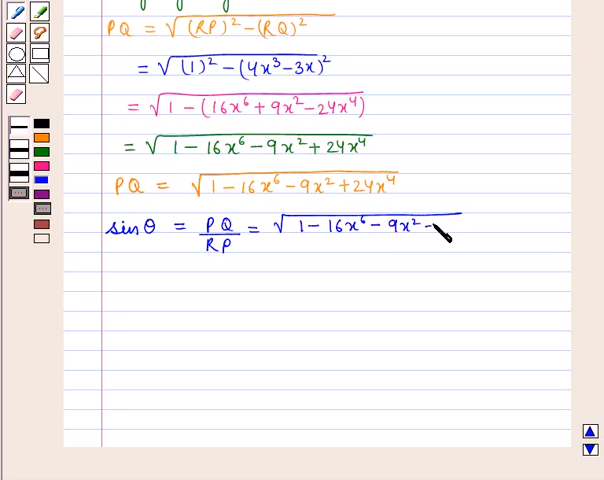 PQ = √(RP)² - (RQ)²
= √(1)² - (4x³ - 3x)²
= √1 - (16x⁶ + 9x² - 24x⁴)
= √1 - 16x⁶ - 9x² + 24x⁴
PQ = √1 - 16x⁶ - 9x² + 24x⁴
sinθ = PQ/RP = √1 - 16x⁶ - 9x² -